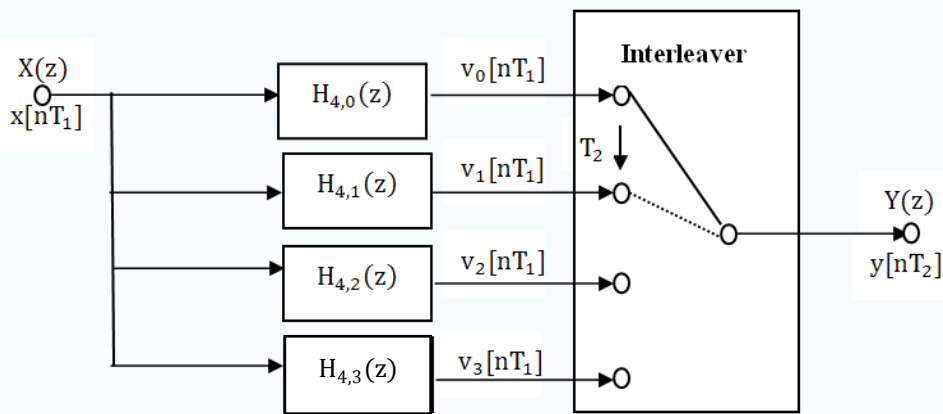 X(z)
x[nT₁]
H₄,₀(z)
v₀[nT₁]
Interleaver
T₂
H₄,₁(z)
v₁[nT₁]
H₄,₂(z)
v₂[nT₁]
H₄,₃(z)
v₃[nT₁]
Y(z)
y[nT₂]